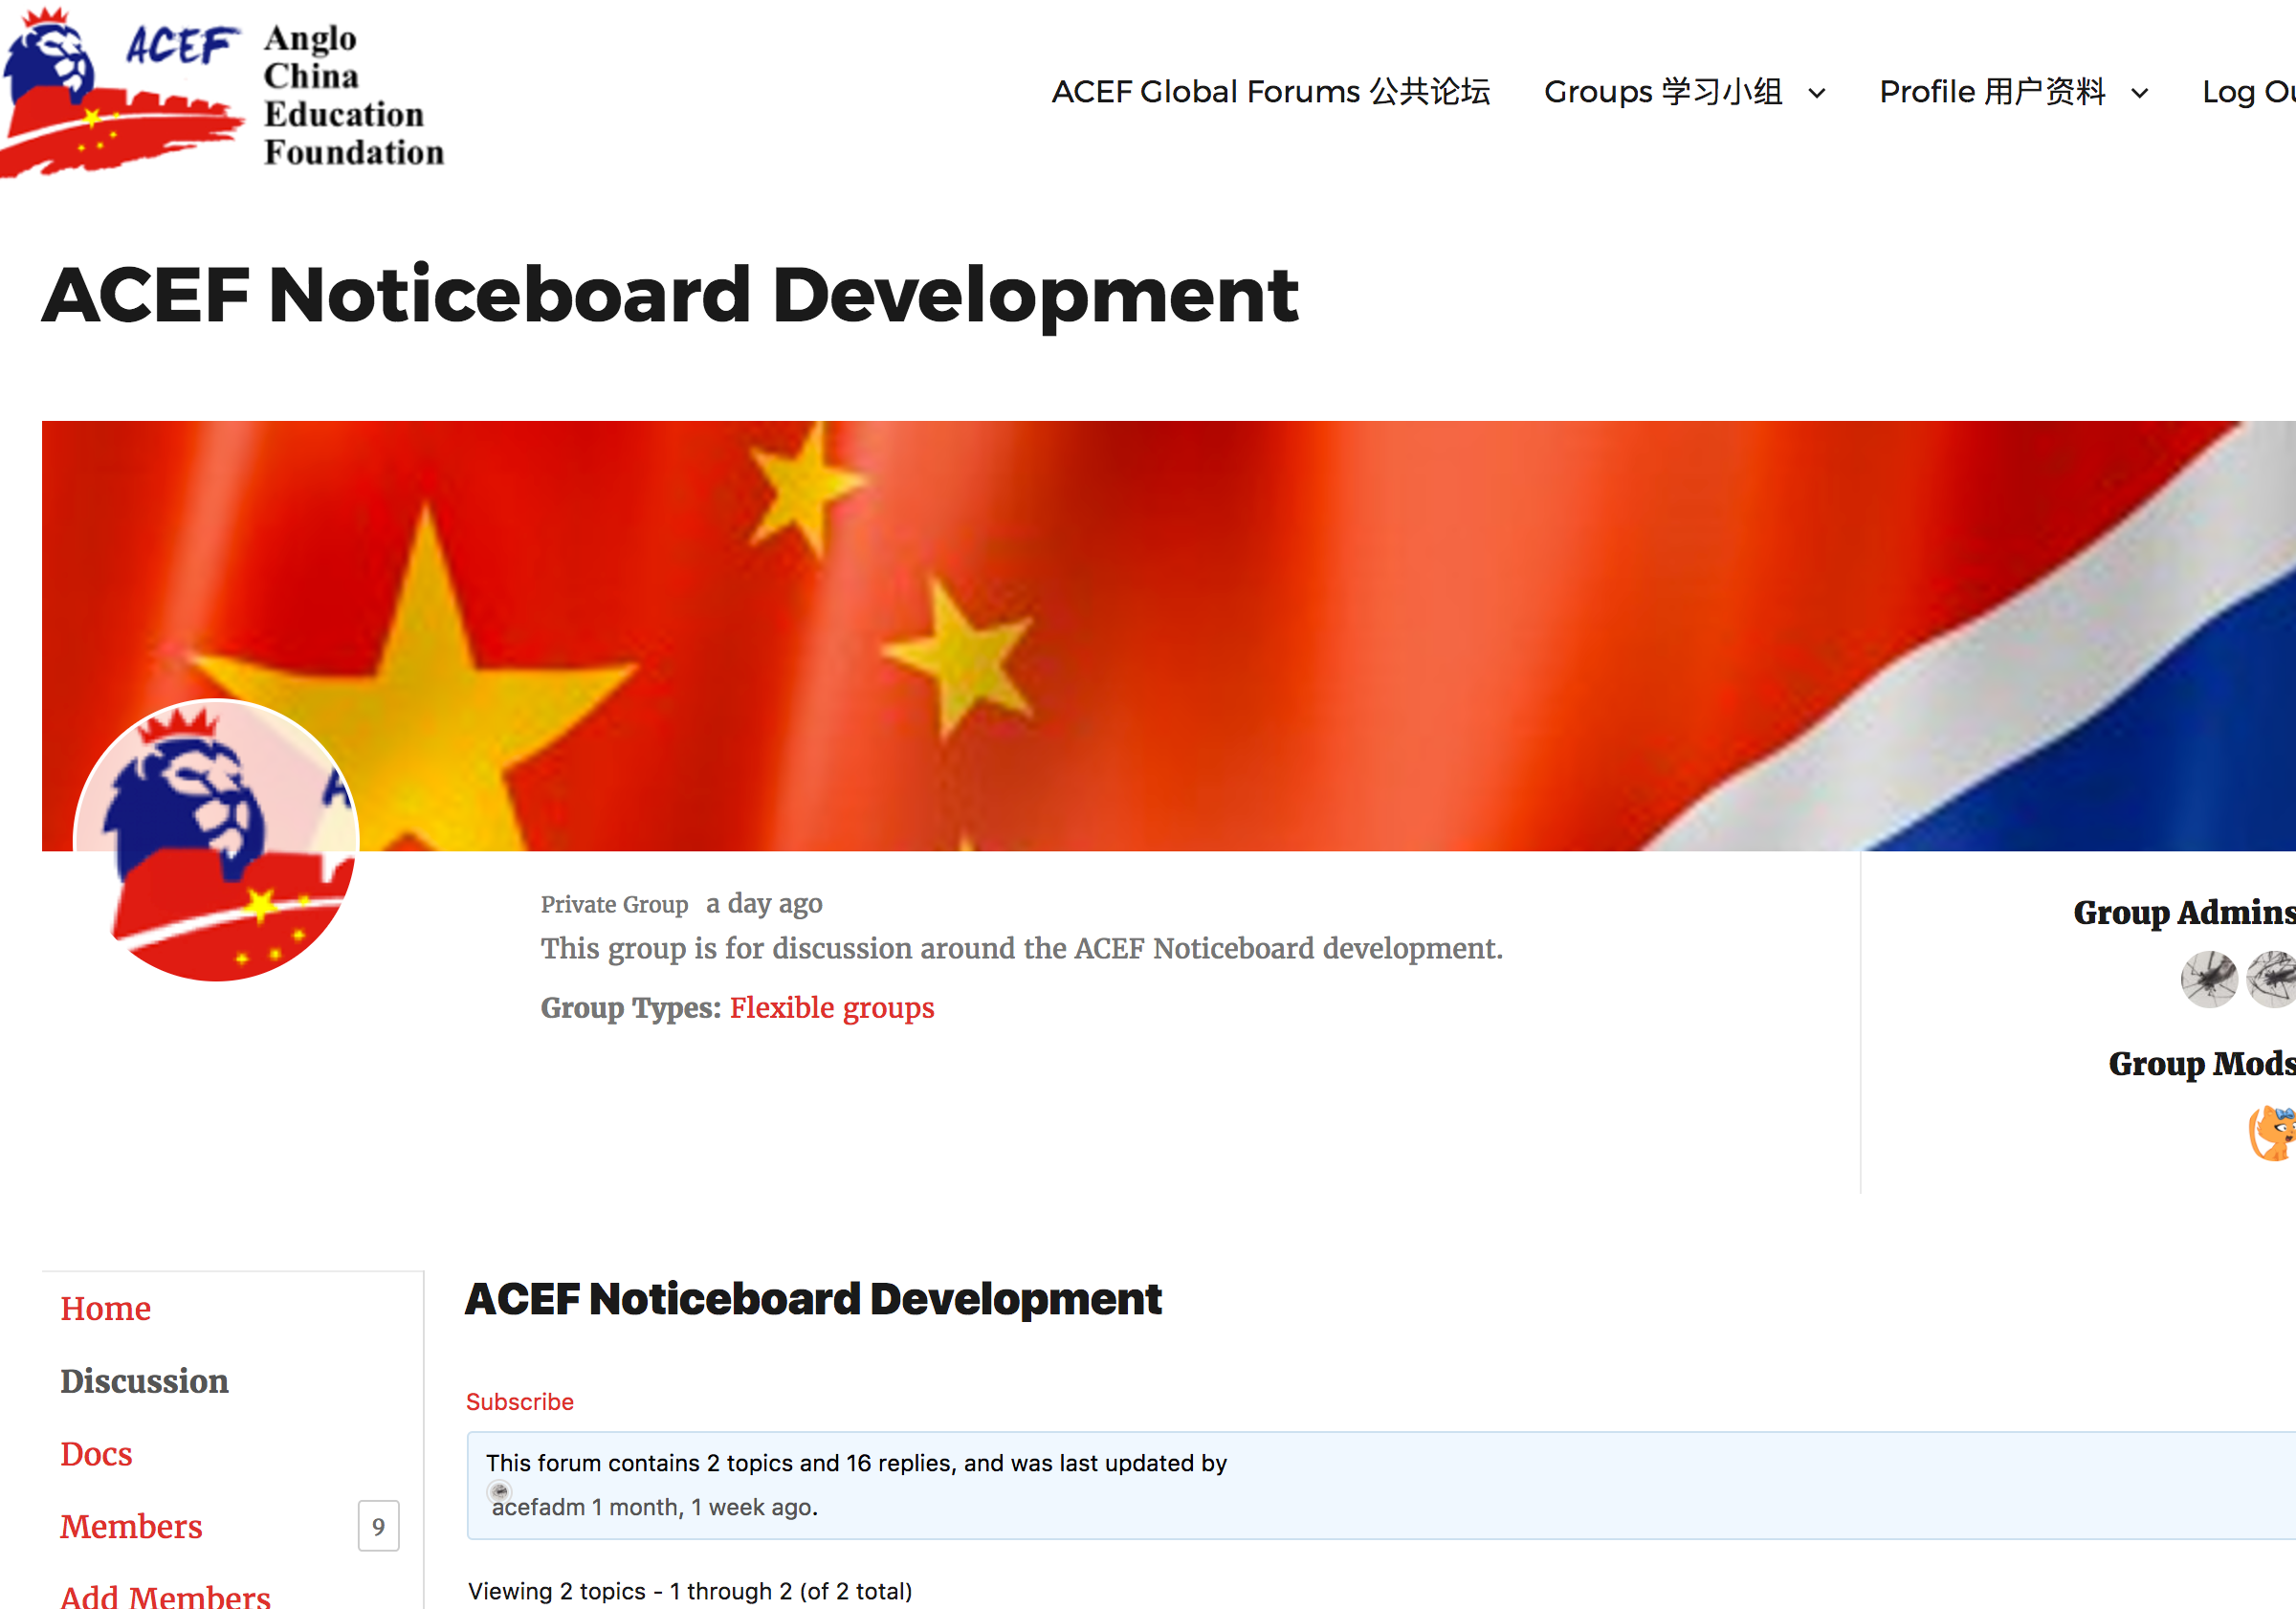 ACEF
Anglo
China
Education
Foundation
ACEF Global Forums 公共论坛
Groups 学习小组
Profile 用户资料
Log Ou
ACEF Noticeboard Development
A
Private Group a day ago
This group is for discussion around the ACEF Noticeboard development.
Group Types: Flexible groups
Group Admins
Group Mods
Home
Discussion
Docs
Members 9
Add Members
ACEF Noticeboard Development
Subscribe
This forum contains 2 topics and 16 replies, and was last updated by
acefadm 1 month, 1 week ago.
Viewing 2 topics - 1 through 2 (of 2 total)